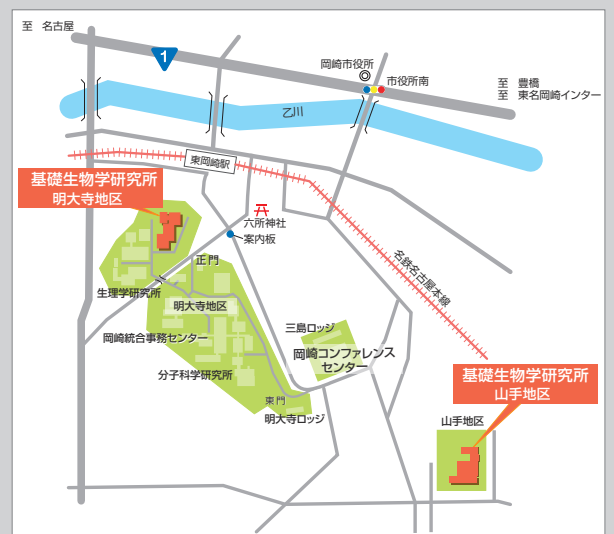 至 名古屋
1
岡崎市役所
市役所南
至 豊橋
至 東名岡崎インター
乙川
東岡崎駅
基礎生物学研究所
明大寺地区
六所神社
案内板
正門
名鉄名古屋本線
生理学研究所
明大寺地区
岡崎統合事務センター
三島ロッジ
岡崎コンファレンス
センター
分子科学研究所
基礎生物学研究所
山手地区
東門
明大寺ロッジ
山手地区